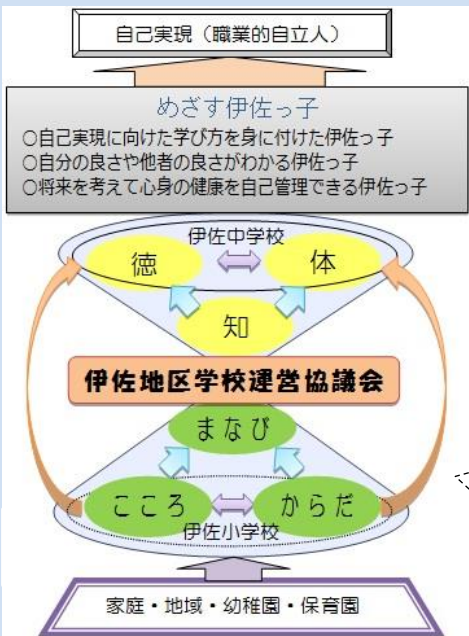 自己実現（職業的自立人）
めざす伊佐っ子
○自己実現に向けた学び方を身に付けた伊佐っ子
○自分の良さや他者の良さがわかる伊佐っ子
○将来を考えて心身の健康を自己管理できる伊佐っ子
伊佐中学校
徳 体
知
伊佐地区学校運営協議会
まなび
こころ からだ
伊佐小学校
家庭・地域・幼稚園・保育園